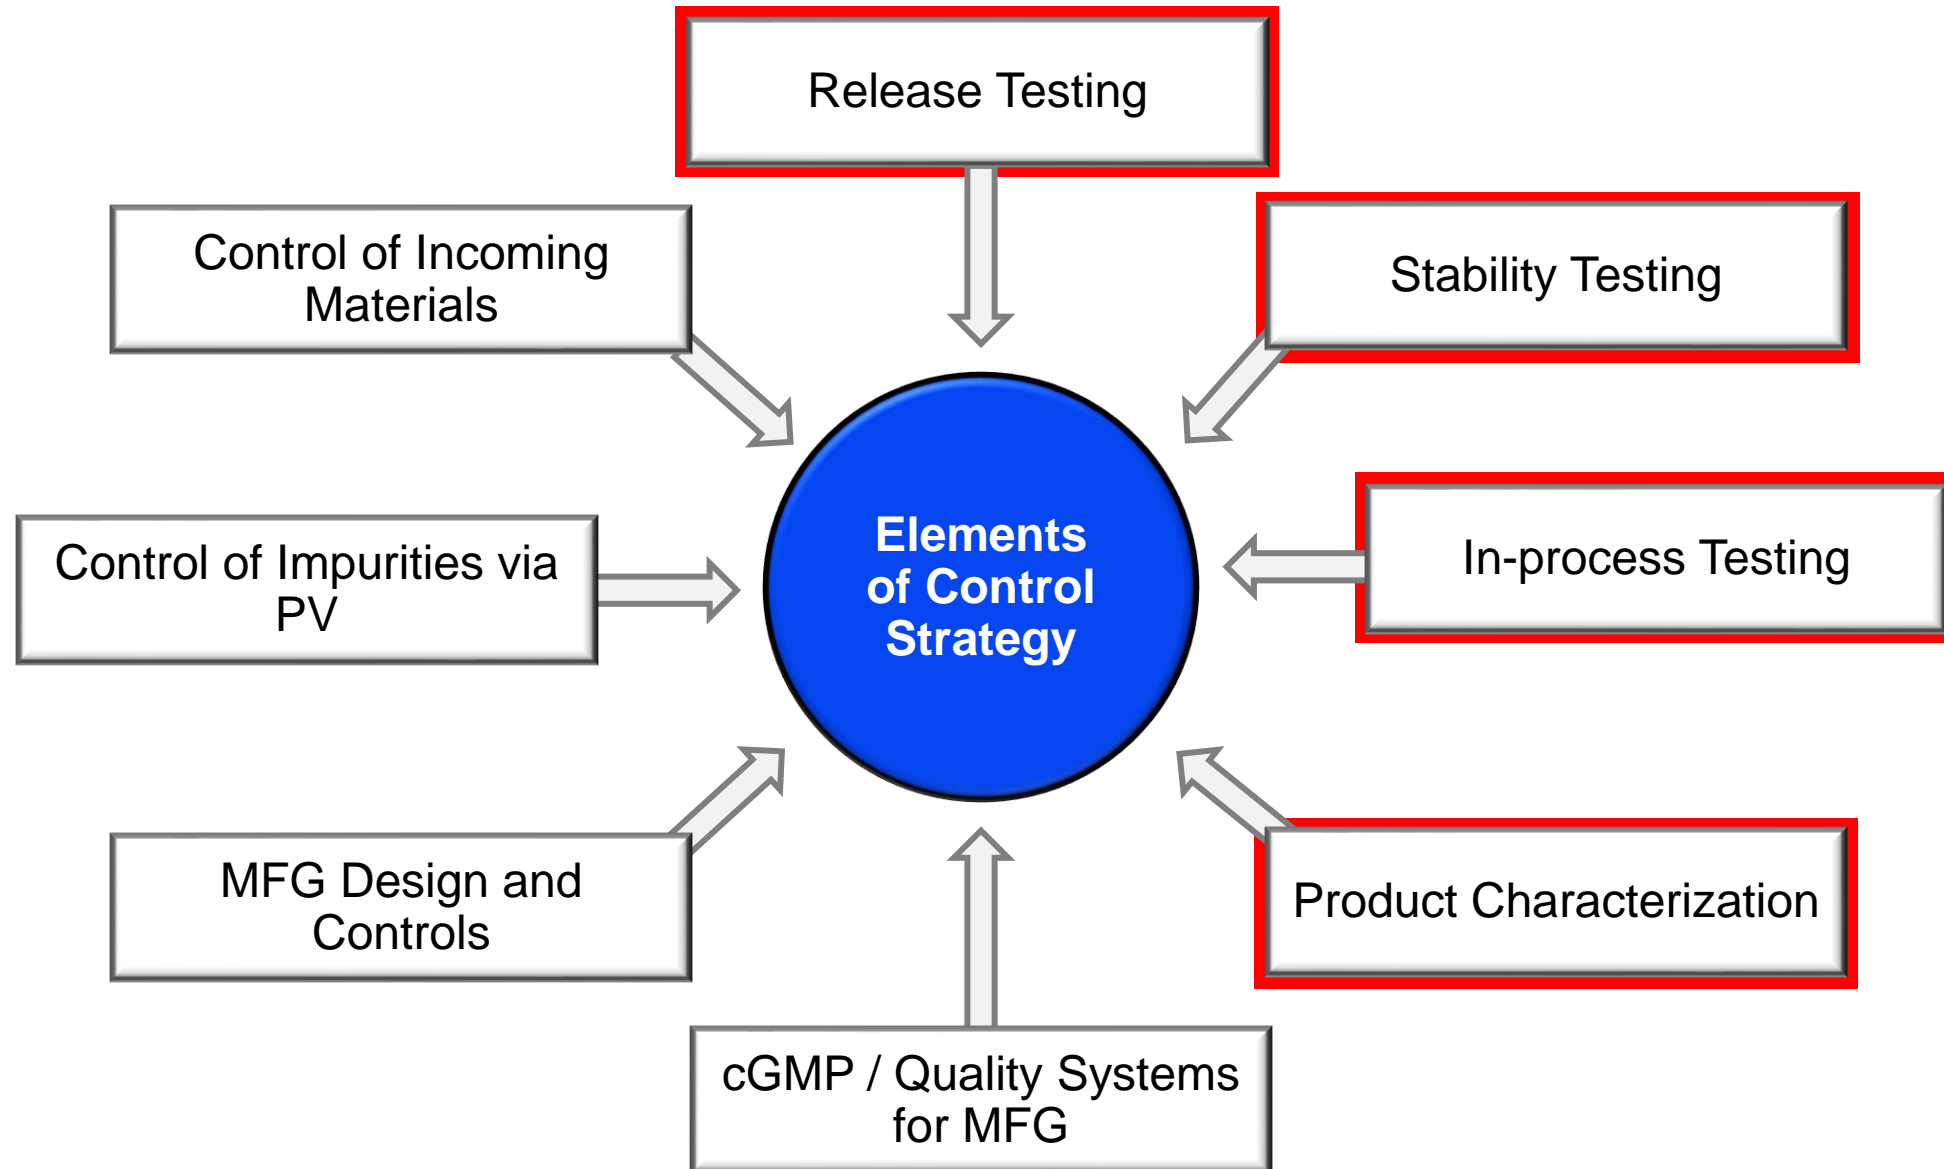 Release Testing
Control of Incoming
Materials
Stability Testing
Control of Impurities via
PV
Elements
of Control
Strategy
In-process Testing
MFG Design and
Controls
Product Characterization
cGMP / Quality Systems
for MFG